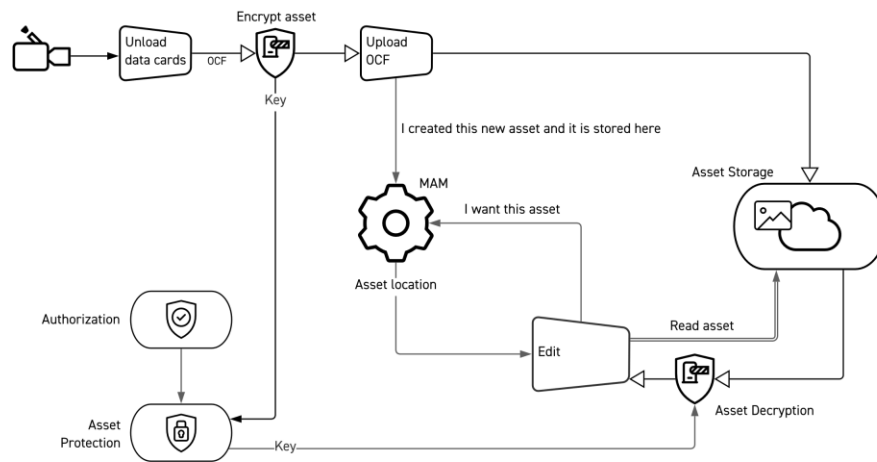 Encrypt asset
Unload
data cards
OCF
Upload
OCF
Key
I created this new asset and it is stored here
MAM
Asset Storage
I want this asset
Asset location
Authorization
Edit
Read asset
Asset Decryption
Asset
Protection
Key